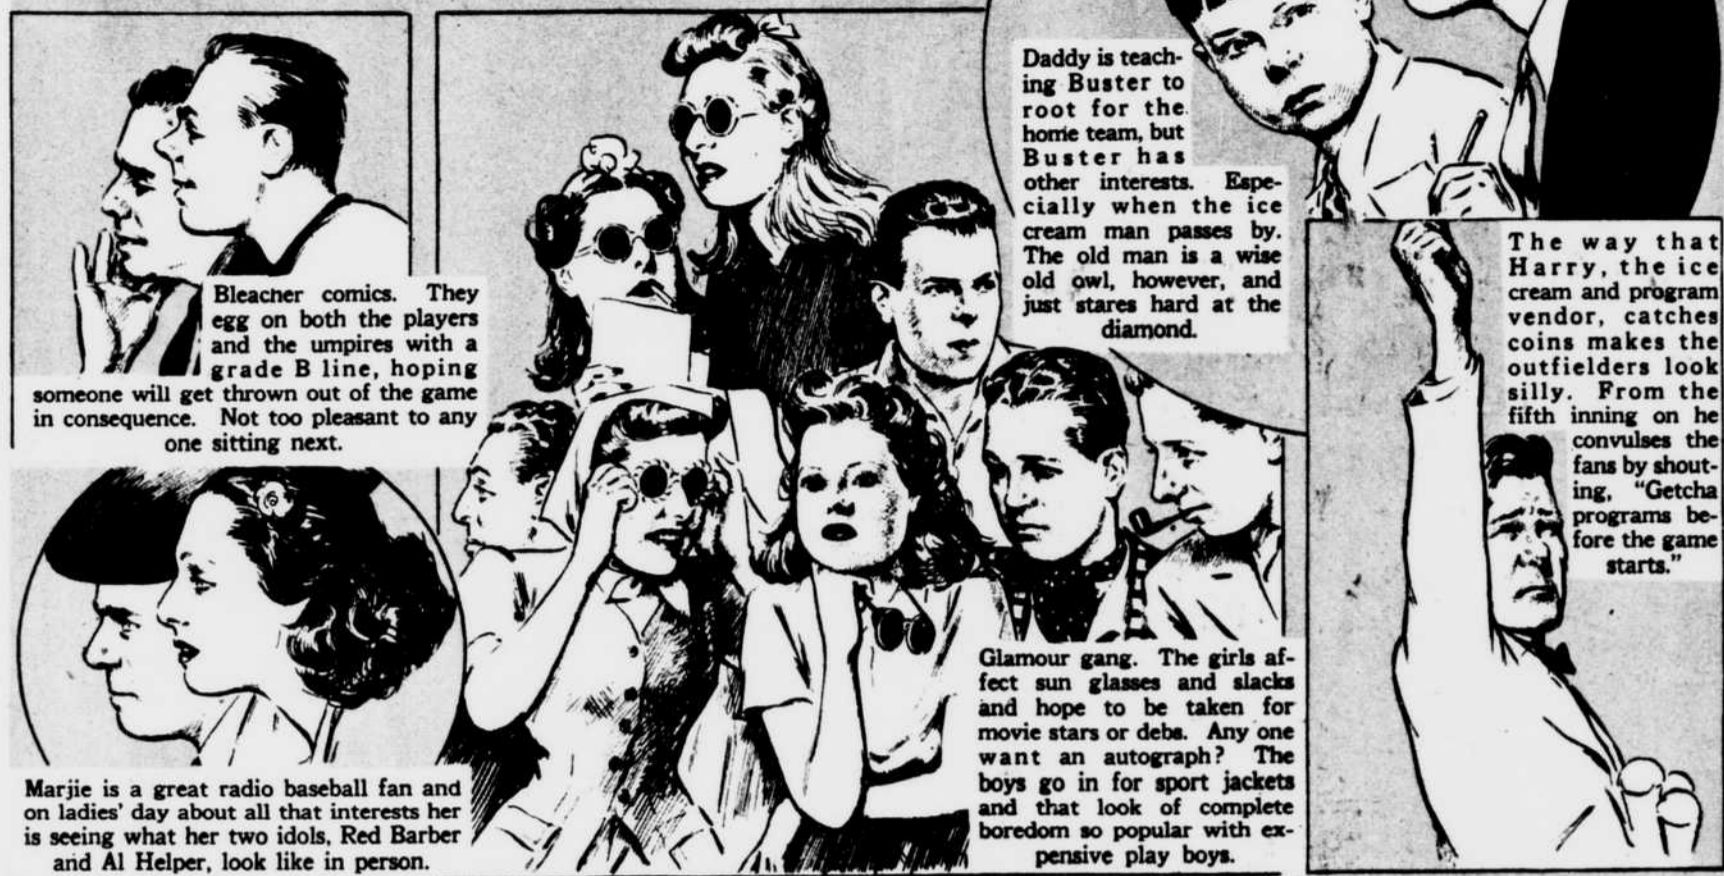 Bleacher comics. They
egg on both the players
and the umpires with a
grade B line, hoping
someone will get thrown out of the game
in consequence. Not too pleasant to any
one sitting next.
Marjie is a great radio baseball fan and
on ladies' day about all that interests her
is seeing what her two idols, Red Barber
and Al Helper, look like in person.
Daddy is teach-
ing Buster to
root for the
home team, but
Buster has
other interests. Espe-
cially when the ice
cream man passes by.
The old man is a wise
old owl, however, and
just stares hard at the
diamond.
Glamour gang. The girls af-
fect sun glasses and slacks
and hope to be taken for
movie stars or debs. Any one
want an autograph? The
boys go in for sport jackets
and that look of complete
boredom so popular with ex-
pensive play boys.
The way that
Harry, the ice
cream and program
vendor, catches
coins makes the
outfielders look
silly. From the
fifth inning on he
convulses the
fans by shout-
ing, "Getcha
programs be-
fore the game
starts."